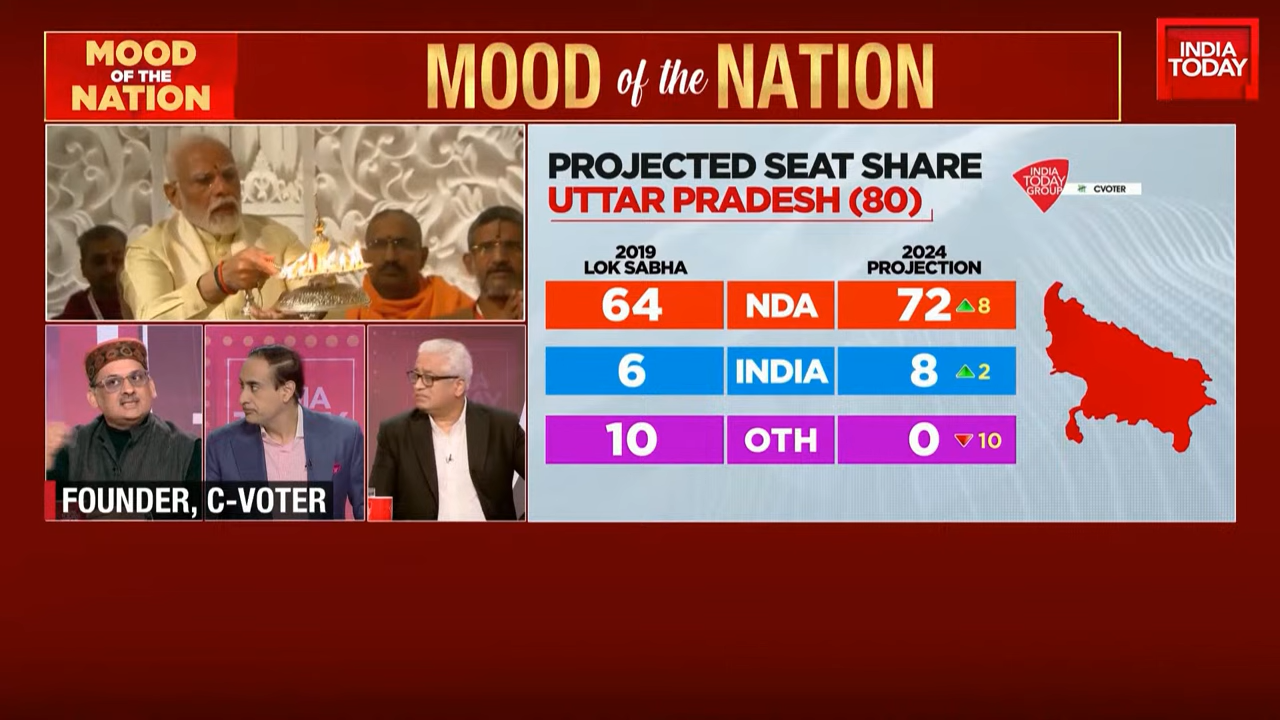 MOOD
OF THE
NATION
MOOD of the NATION
INDIA
TODAY
PROJECTED SEAT SHARE
UTTAR PRADESH (80)
INDIA
TODAY
GROUP
CVOTER
2019
LOK SABHA
2024
PROJECTION
64 NDA 72 8
6 INDIA 8 2
10 OTH 0 10
FOUNDER, C-VOTER